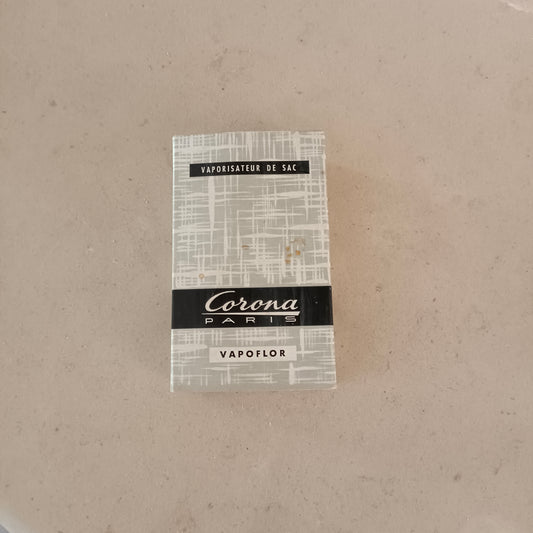 VAPORISATEUR DE SAC
Corona
PARIS
VAPOFLOR